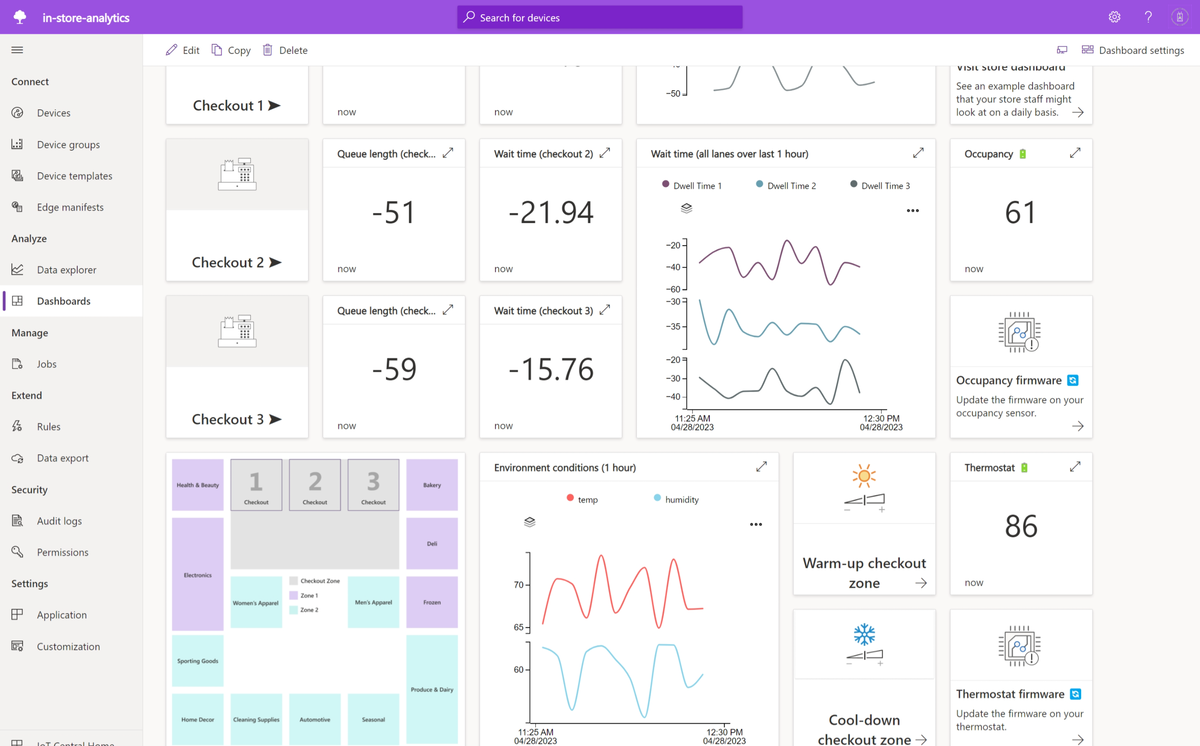 in-store-analytics
Search for devices
?
Edit
Copy
Delete
Dashboard settings
Connect
Devices
Device groups
Device templates
Edge manifests
Analyze
Data explorer
Dashboards
Manage
Jobs
Extend
Rules
Data export
Security
Audit logs
Permissions
Settings
Application
Customization
IoT Central Home
Checkout 1 ➤
now
now
-50
Visit store dashboard
See an example dashboard
that your store staff might
look at on a daily basis.
Checkout 2 ➤
Queue length (check...
-51
now
Wait time (checkout 2)
-21.94
now
Wait time (all lanes over last 1 hour)
Dwell Time 1
Dwell Time 2
Dwell Time 3
-20
-40
-60
-30
-35
-20
-30
-40
11:25 AM
04/28/2023
12:30 PM
04/28/2023
Occupancy
61
now
Checkout 3 ➤
Queue length (check...
-59
now
Wait time (checkout 3)
-15.76
now
Occupancy firmware
Update the firmware on your
occupancy sensor.
Health & Beauty
1
Checkout
2
Checkout
3
Checkout
Bakery
Deli
Electronics
Checkout Zone
Zone 1
Zone 2
Women's Apparel
Men's Apparel
Frozen
Sporting Goods
Produce & Dairy
Home Decor
Cleaning Supplies
Automotive
Seasonal
Environment conditions (1 hour)
temp
humidity
70
65
60
11:25 AM
04/28/2023
12:30 PM
04/28/2023
Warm-up checkout
zone
Thermostat
86
now
Cool-down
checkout zone
Thermostat firmware
Update the firmware on your
thermostat.